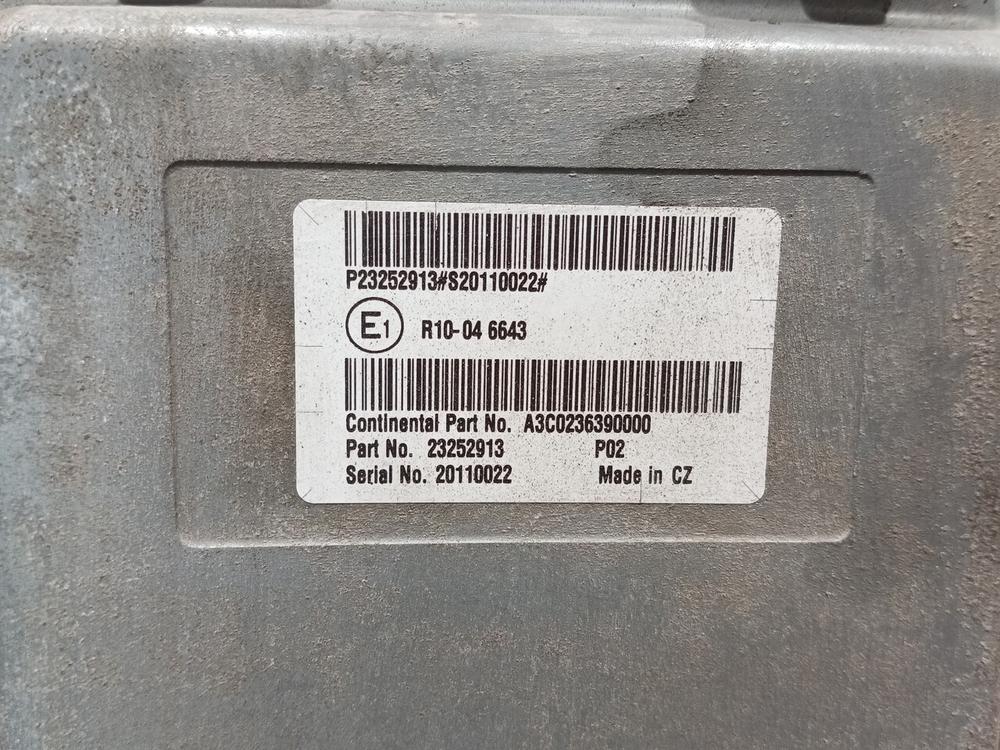 P23252913#S20110022#
E1 R10-04 6643
Continental Part No. A3C0236390000
Part No. 23252913 P02
Serial No. 20110022 Made in CZ